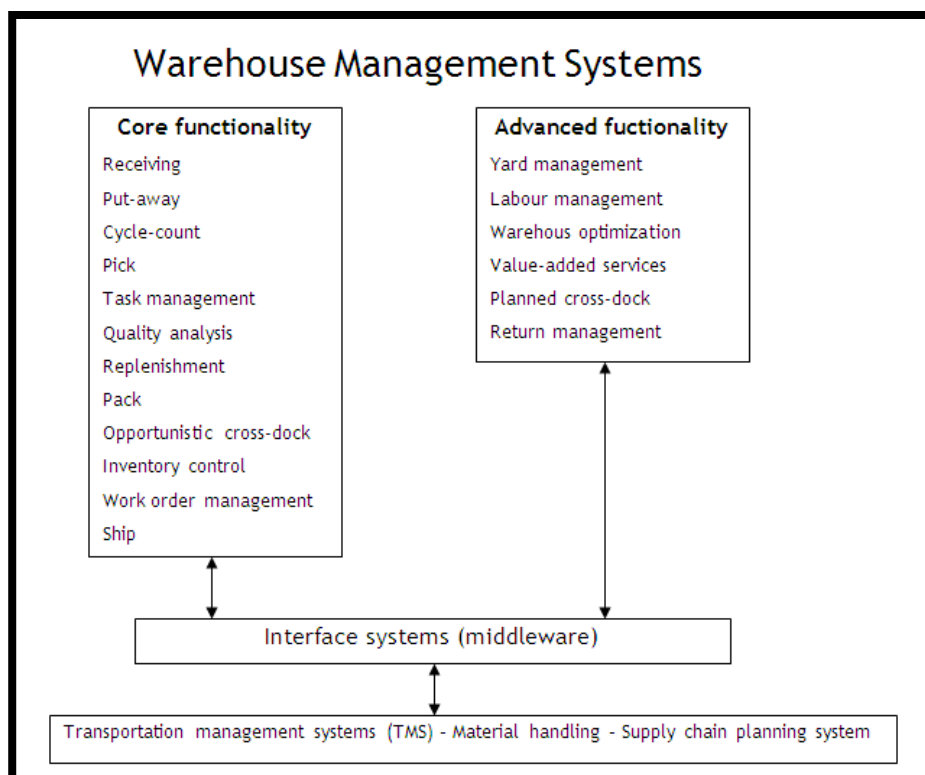 Warehouse Management Systems
Core functionality
Receiving
Put-away
Cycle-count
Pick
Task management
Quality analysis
Replenishment
Pack
Opportunistic cross-dock
Inventory control
Work order management
Ship
Advanced fuctionality
Yard management
Labour management
Warehous optimization
Value-added services
Planned cross-dock
Return management
Interface systems (middleware)
Transportation management systems (TMS) - Material handling - Supply chain planning system